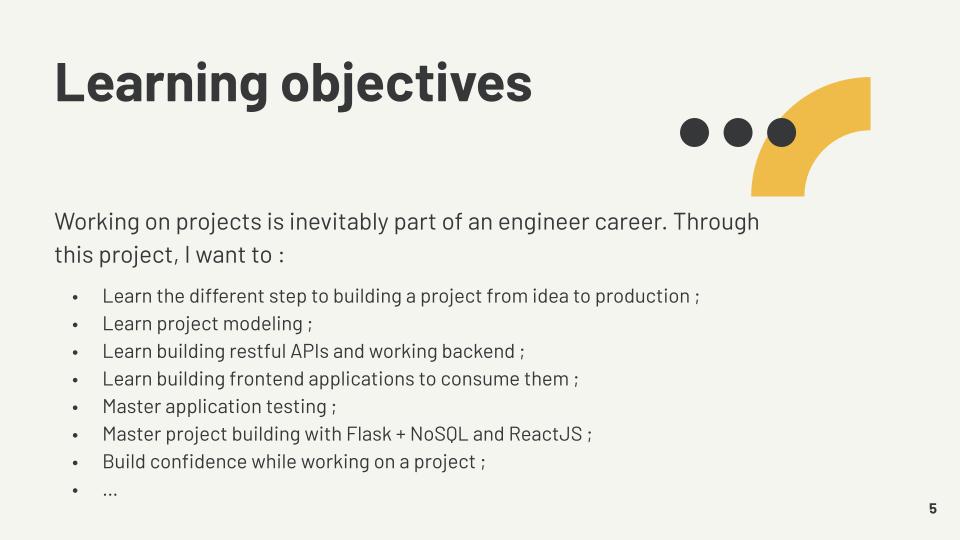 Learning objectives
Working on projects is inevitably part of an engineer career. Through
this project, I want to :
• Learn the different step to building a project from idea to production ;
• Learn project modeling ;
• Learn building restful APIs and working backend ;
• Learn building frontend applications to consume them ;
• Master application testing ;
• Master project building with Flask + NoSQL and ReactJS ;
• Build confidence while working on a project ;
• ...
5